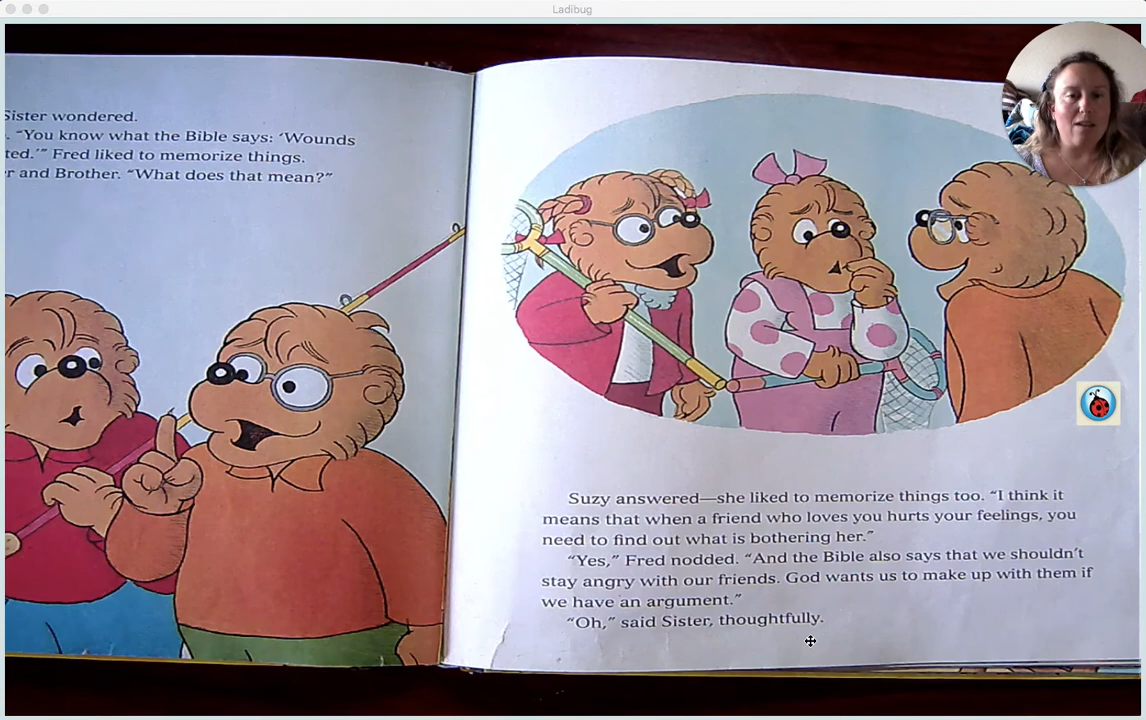 Ladibug
Sister wondered.
. “You know what the Bible says: ‘Wounds
ted.’” Fred liked to memorize things.
r and Brother. “What does that mean?”
Suzy answered—she liked to memorize things too. “I think it
means that when a friend who loves you hurts your feelings, you
need to find out what is bothering her.”
“Yes,” Fred nodded. “And the Bible also says that we shouldn’t
stay angry with our friends. God wants us to make up with them if
we have an argument.”
“Oh,” said Sister, thoughtfully.